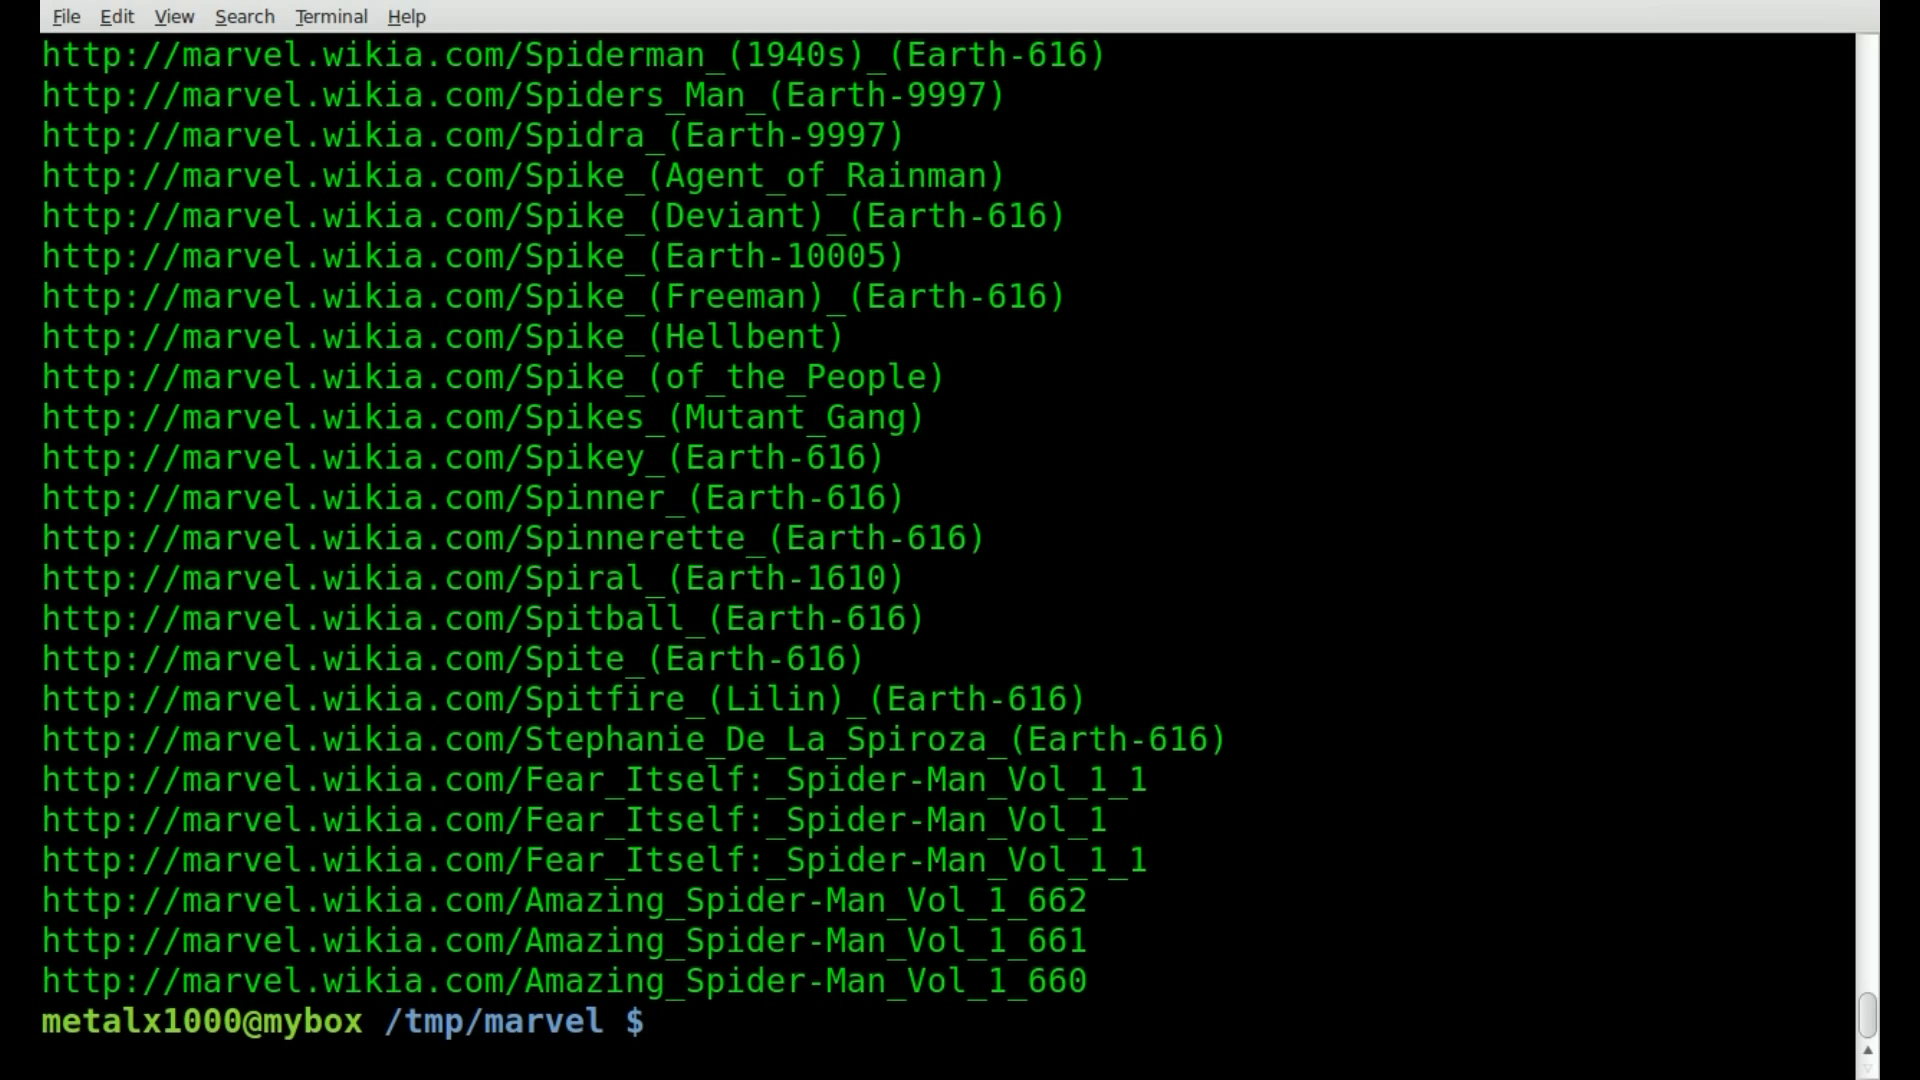 File Edit View Search Terminal Help
http://marvel.wikia.com/Spiderman_(1940s)_(Earth-616)
http://marvel.wikia.com/Spiders_Man_(Earth-9997)
http://marvel.wikia.com/Spidra_(Earth-9997)
http://marvel.wikia.com/Spike_(Agent_of_Rainman)
http://marvel.wikia.com/Spike_(Deviant)_(Earth-616)
http://marvel.wikia.com/Spike_(Earth-10005)
http://marvel.wikia.com/Spike_(Freeman)_(Earth-616)
http://marvel.wikia.com/Spike_(Hellbent)
http://marvel.wikia.com/Spike_(of_the_People)
http://marvel.wikia.com/Spikes_(Mutant_Gang)
http://marvel.wikia.com/Spikey_(Earth-616)
http://marvel.wikia.com/Spinner_(Earth-616)
http://marvel.wikia.com/Spinnerette_(Earth-616)
http://marvel.wikia.com/Spiral_(Earth-1610)
http://marvel.wikia.com/Spitball_(Earth-616)
http://marvel.wikia.com/Spite_(Earth-616)
http://marvel.wikia.com/Spitfire_(Lilin)_(Earth-616)
http://marvel.wikia.com/Stephanie_De_La_Spiroza_(Earth-616)
http://marvel.wikia.com/Fear_Itself:_Spider-Man_Vol_1_1
http://marvel.wikia.com/Fear_Itself:_Spider-Man_Vol_1
http://marvel.wikia.com/Fear_Itself:_Spider-Man_Vol_1_1
http://marvel.wikia.com/Amazing_Spider-Man_Vol_1_662
http://marvel.wikia.com/Amazing_Spider-Man_Vol_1_661
http://marvel.wikia.com/Amazing_Spider-Man_Vol_1_660
metalx1000@mybox /tmp/marvel $